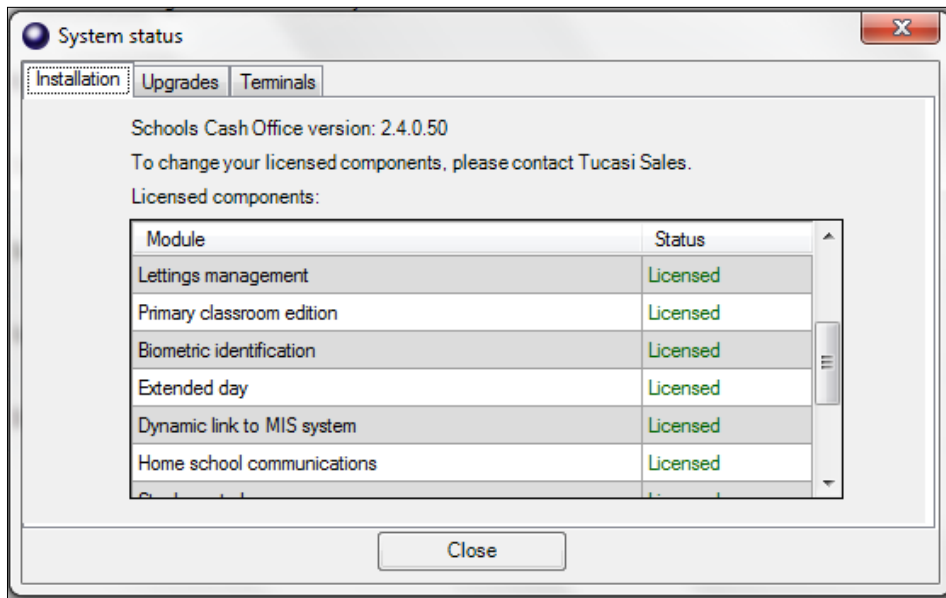 System status
Installation Upgrades Terminals
Schools Cash Office version: 2.4.0.50
To change your licensed components, please contact Tucasi Sales.
Licensed components:
Module Status
Lettings management Licensed
Primary classroom edition Licensed
Biometric identification Licensed
Extended day Licensed
Dynamic link to MIS system Licensed
Home school communications Licensed
Close